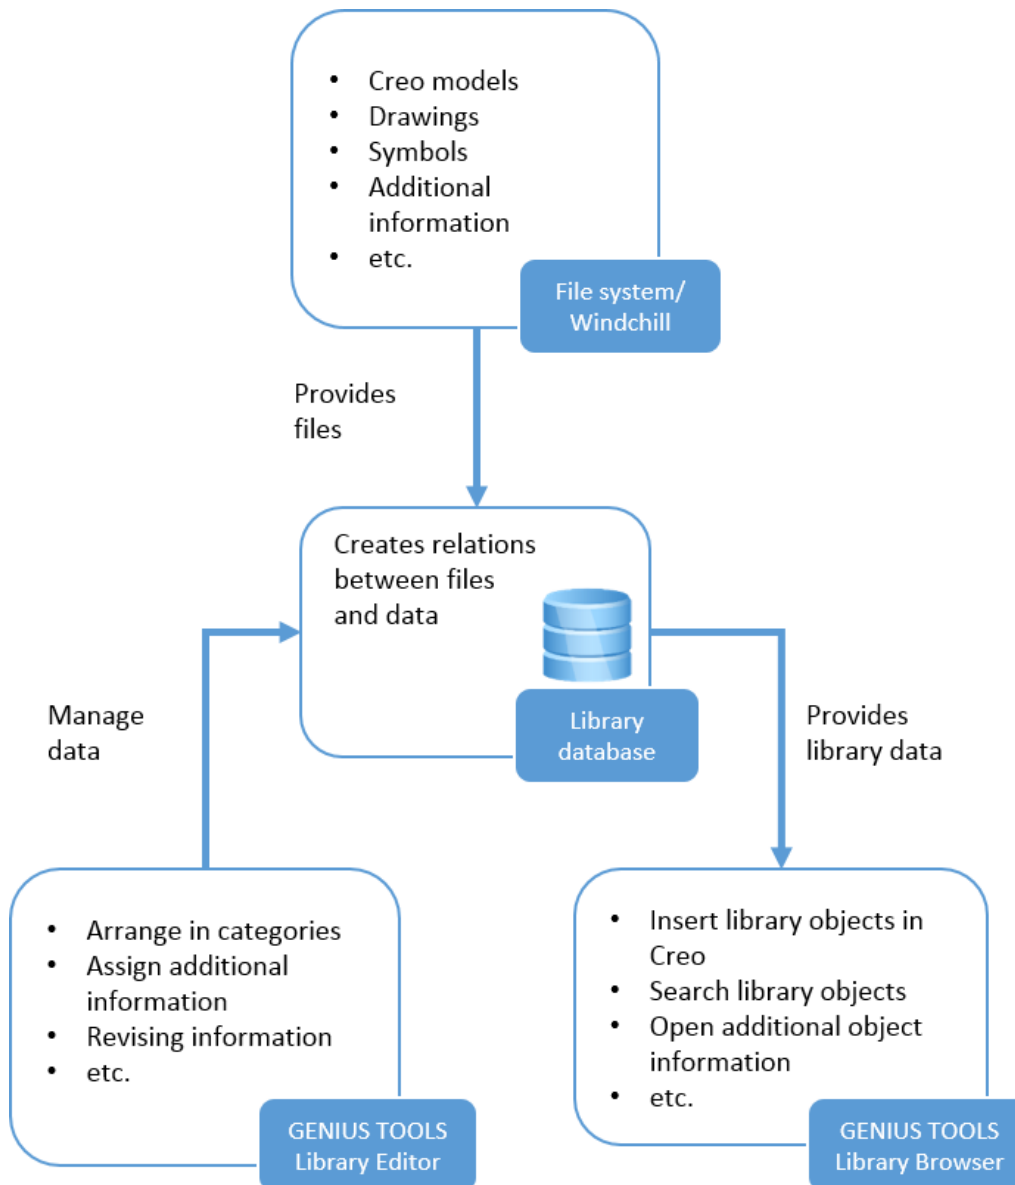 • Creo models
• Drawings
• Symbols
• Additional
information
• etc.
File system/
Windchill
Provides
files
Creates relations
between files
and data
Library
database
Manage
data
Provides
library data
• Arrange in categories
• Assign additional
information
• Revising information
• etc.
GENIUS TOOLS
Library Editor
• Insert library objects in
Creo
• Search library objects
• Open additional object
information
• etc.
GENIUS TOOLS
Library Browser